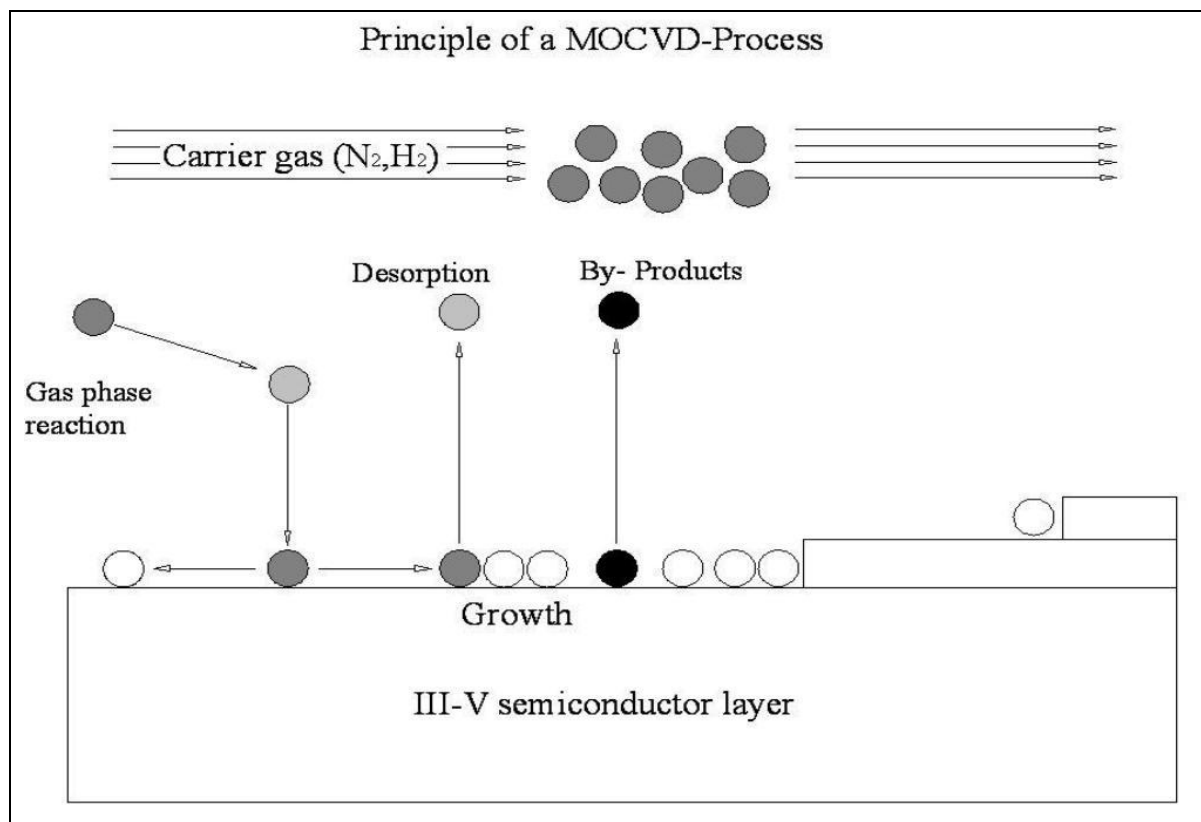 Principle of a MOCVD-Process
Carrier gas (N₂,H₂)
Desorption
By- Products
Gas phase
reaction
Growth
III-V semiconductor layer